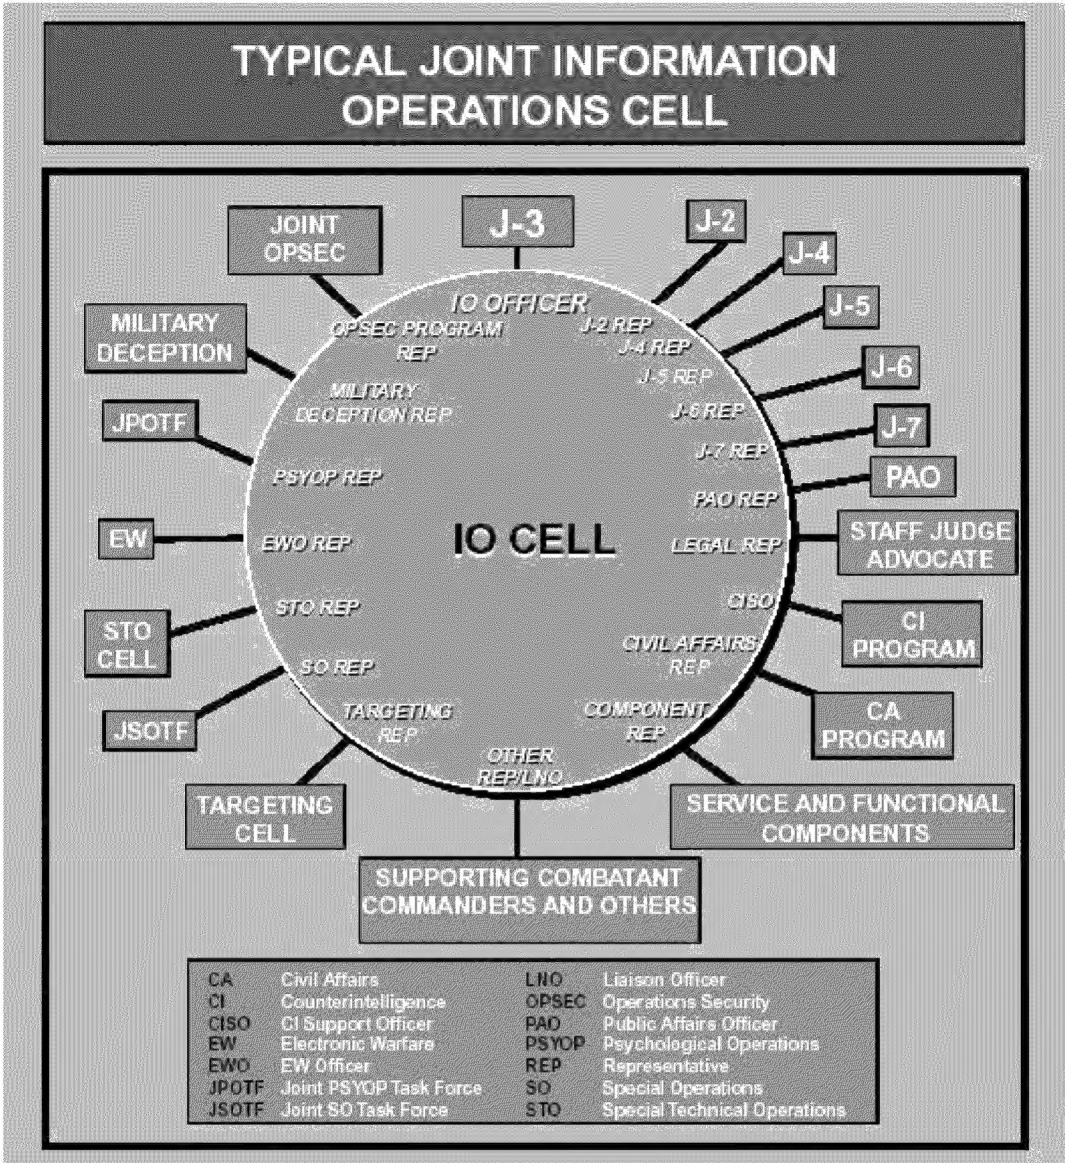 TYPICAL JOINT INFORMATION
OPERATIONS CELL
JOINT
OPSEC
J-3
J-2
J-4
J-5
J-6
J-7
PAO
STAFF JUDGE
ADVOCATE
CI
PROGRAM
CA
PROGRAM
SERVICE AND FUNCTIONAL
COMPONENTS
SUPPORTING COMBATANT
COMMANDERS AND OTHERS
TARGETING
CELL
JSOTF
STO
CELL
EW
JPOTF
MILITARY
DECEPTION
IO OFFICER
OPSEC PROGRAM
REP
MILITARY
DECEPTION REP
PSYOP REP
EWO REP
STO REP
SO REP
TARGETING
REP
OTHER
REP/LNO
COMPONENT
REP
CIVIL AFFAIRS
REP
CISO
LEGAL REP
PAO REP
J-7 REP
J-6 REP
J-5 REP
J-4 REP
J-2 REP
IO CELL
CA Civil Affairs
CI Counterintelligence
CISO CI Support Officer
EW Electronic Warfare
EWO EW Officer
JPOTF Joint PSYOP Task Force
JSOTF Joint SO Task Force
LNO Liaison Officer
OPSEC Operations Security
PAO Public Affairs Officer
PSYOP Psychological Operations
REP Representative
SO Special Operations
STO Special Technical Operations